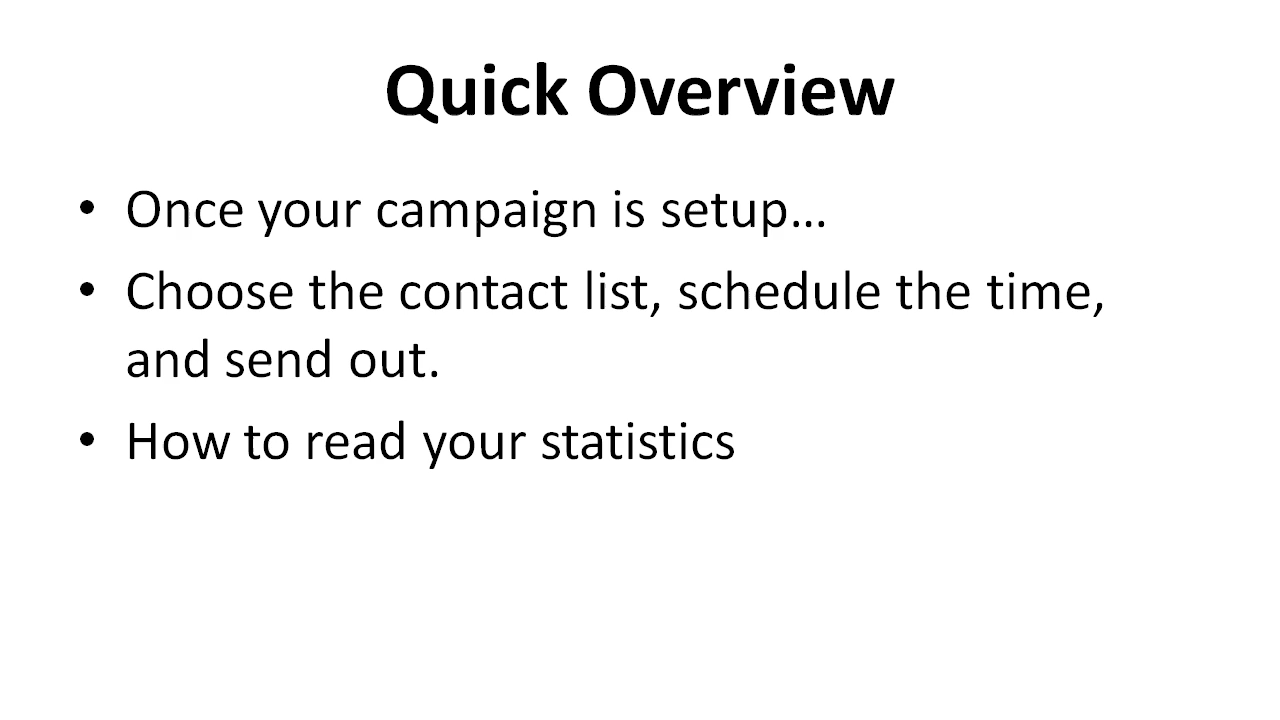 Quick Overview
• Once your campaign is setup…
• Choose the contact list, schedule the time,
and send out.
• How to read your statistics